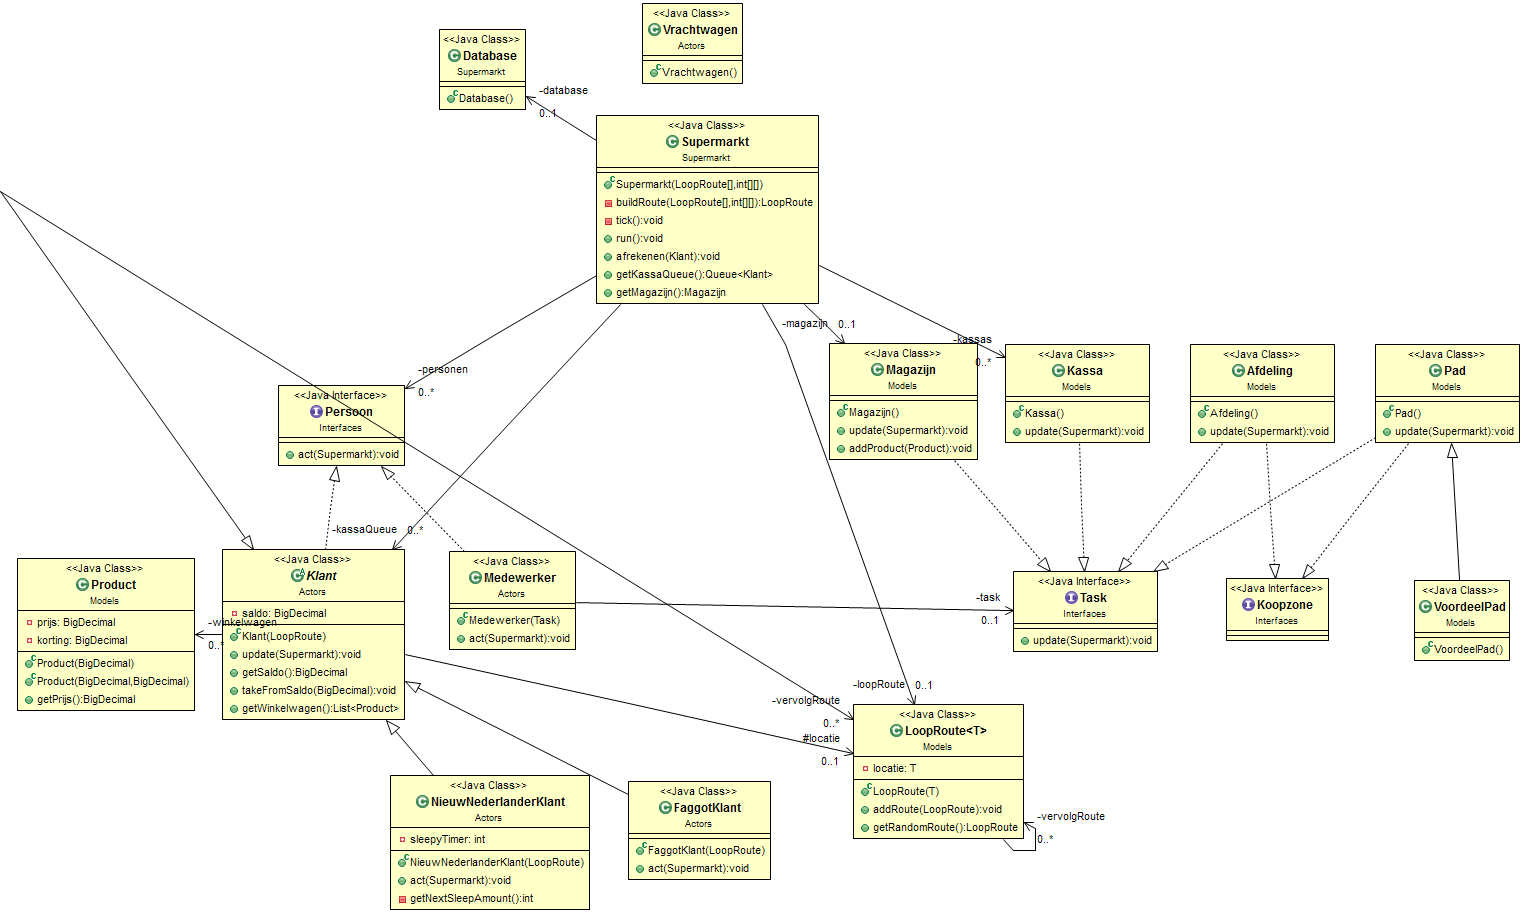 <<Java Class>>
Vrachtwagen
Actors
Vrachtwagen()
<<Java Class>>
Database
Supermarkt
Database()
-database
0..1
<<Java Class>>
Supermarkt
Supermarkt
Supermarkt(LoopRoute[],int[][])
buildRoute(LoopRoute[],int[][]):LoopRoute
tick():void
run():void
afrekenen(Klant):void
getKassaQueue():Queue<Klant>
getMagazijn():Magazijn
-magazijn
0..1
-kassas
0..*
-personen
0..*
<<Java Interface>>
Persoon
Interfaces
act(Supermarkt):void
<<Java Class>>
Magazijn
Models
Magazijn()
update(Supermarkt):void
addProduct(Product):void
<<Java Class>>
Kassa
Models
Kassa()
update(Supermarkt):void
<<Java Class>>
Afdeling
Models
Afdeling()
update(Supermarkt):void
<<Java Class>>
Pad
Models
Pad()
update(Supermarkt):void
-kassaQueue
0..*
<<Java Class>>
Product
Models
prijs: BigDecimal
korting: BigDecimal
Product(BigDecimal)
Product(BigDecimal,BigDecimal)
getPrijs():BigDecimal
-winkelwagen
0..*
<<Java Class>>
Klant
Actors
saldo: BigDecimal
Klant(LoopRoute)
update(Supermarkt):void
getSaldo():BigDecimal
takeFromSaldo(BigDecimal):void
getWinkelwagen():List<Product>
<<Java Class>>
Medewerker
Actors
Medewerker(Task)
act(Supermarkt):void
-task
0..1
<<Java Interface>>
Task
Interfaces
update(Supermarkt):void
<<Java Interface>>
Koopzone
Interfaces
<<Java Class>>
VoordeelPad
Models
VoordeelPad()
-loopRoute
0..1
-vervolgRoute
0..*
#locatie
0..1
<<Java Class>>
LoopRoute<T>
Models
locatie: T
LoopRoute(T)
addRoute(LoopRoute):void
getRandomRoute():LoopRoute
-vervolgRoute
0..*
<<Java Class>>
NieuwNederlanderKlant
Actors
sleepyTimer: int
NieuwNederlanderKlant(LoopRoute)
act(Supermarkt):void
getNextSleepAmount():int
<<Java Class>>
FaggotKlant
Actors
FaggotKlant(LoopRoute)
act(Supermarkt):void